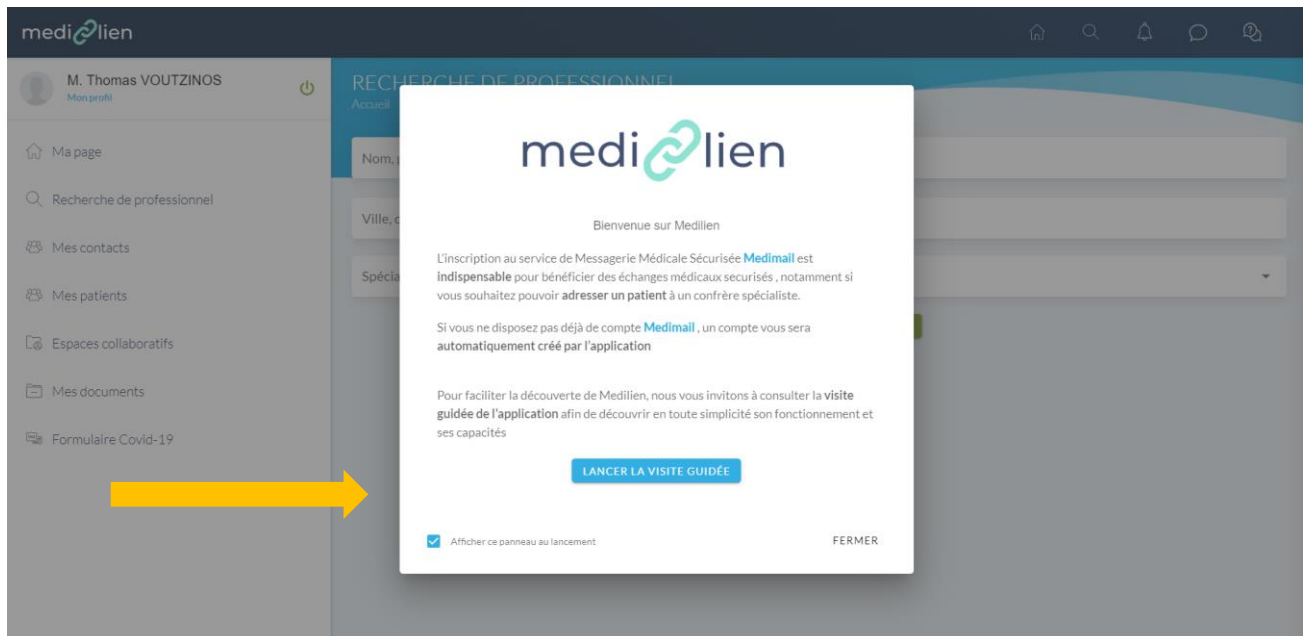 medilien
M. Thomas VOUTZINOS
Mon profil
Ma page
Recherche de professionnel
Mes contacts
Mes patients
Espaces collaboratifs
Mes documents
Formulaire Covid-19
RECHERCHE DE PROFESSIONNEL
Accueil
Nom,
Ville,
Spécia
medilien
Bienvenue sur Medilien
L'inscription au service de Messagerie Médicale Sécurisée Medimail est
indispensable pour bénéficier des échanges médicaux securisés , notamment si
vous souhaitez pouvoir adresser un patient à un confrère spécialiste.
Si vous ne disposez pas déjà de compte Medimail , un compte vous sera
automatiquement créé par l'application
Pour faciliter la découverte de Medilien, nous vous invitons à consulter la visite
guidée de l'application afin de découvrir en toute simplicité son fonctionnement et
ses capacités
LANCER LA VISITE GUIDÉE
Afficher ce panneau au lancement
FERMER